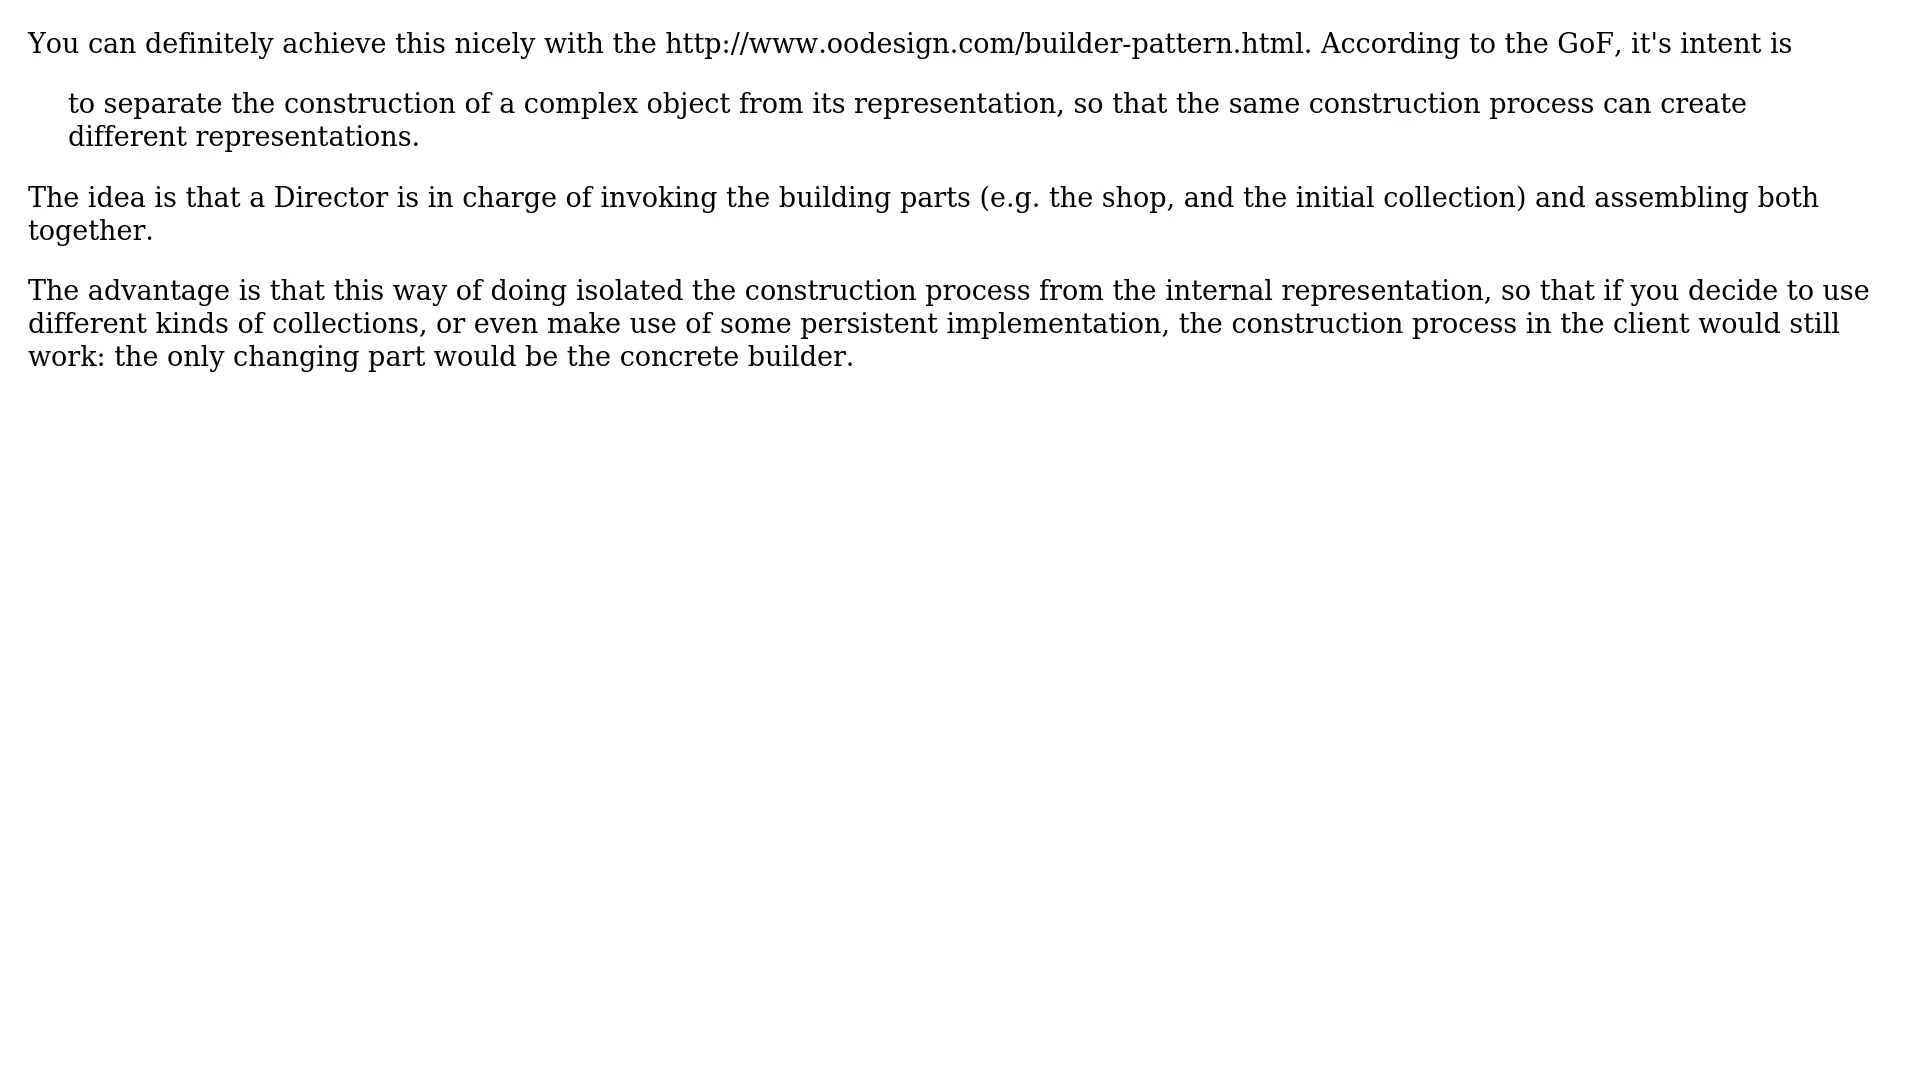 You can definitely achieve this nicely with the http://www.oodesign.com/builder-pattern.html. According to the GoF, it's intent is
to separate the construction of a complex object from its representation, so that the same construction process can create
different representations.
The idea is that a Director is in charge of invoking the building parts (e.g. the shop, and the initial collection) and assembling both
together.
The advantage is that this way of doing isolated the construction process from the internal representation, so that if you decide to use
different kinds of collections, or even make use of some persistent implementation, the construction process in the client would still
work: the only changing part would be the concrete builder.